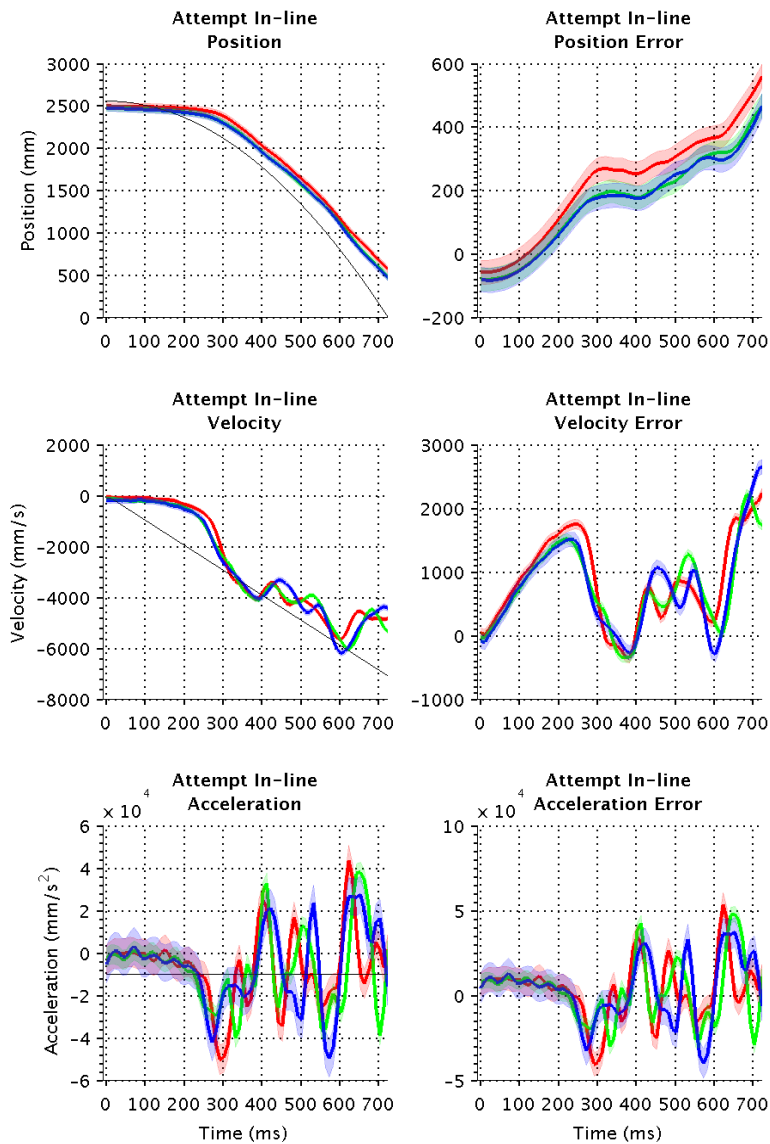 Attempt In-line
Position
Attempt In-line
Position Error
3000
2500
2000
1500
1000
500
0
Position (mm)
0 100 200 300 400 500 600 700
600
400
200
0
−200
0 100 200 300 400 500 600 700
Attempt In-line
Velocity
Attempt In-line
Velocity Error
2000
0
−2000
−4000
−6000
−8000
Velocity (mm/s)
0 100 200 300 400 500 600 700
3000
2000
1000
0
−1000
0 100 200 300 400 500 600 700
Attempt In-line
Acceleration
Attempt In-line
Acceleration Error
× 10⁴
6
4
2
0
−2
−4
−6
Acceleration (mm/s²)
0 100 200 300 400 500 600 700
Time (ms)
× 10⁴
10
5
0
−5
0 100 200 300 400 500 600 700
Time (ms)